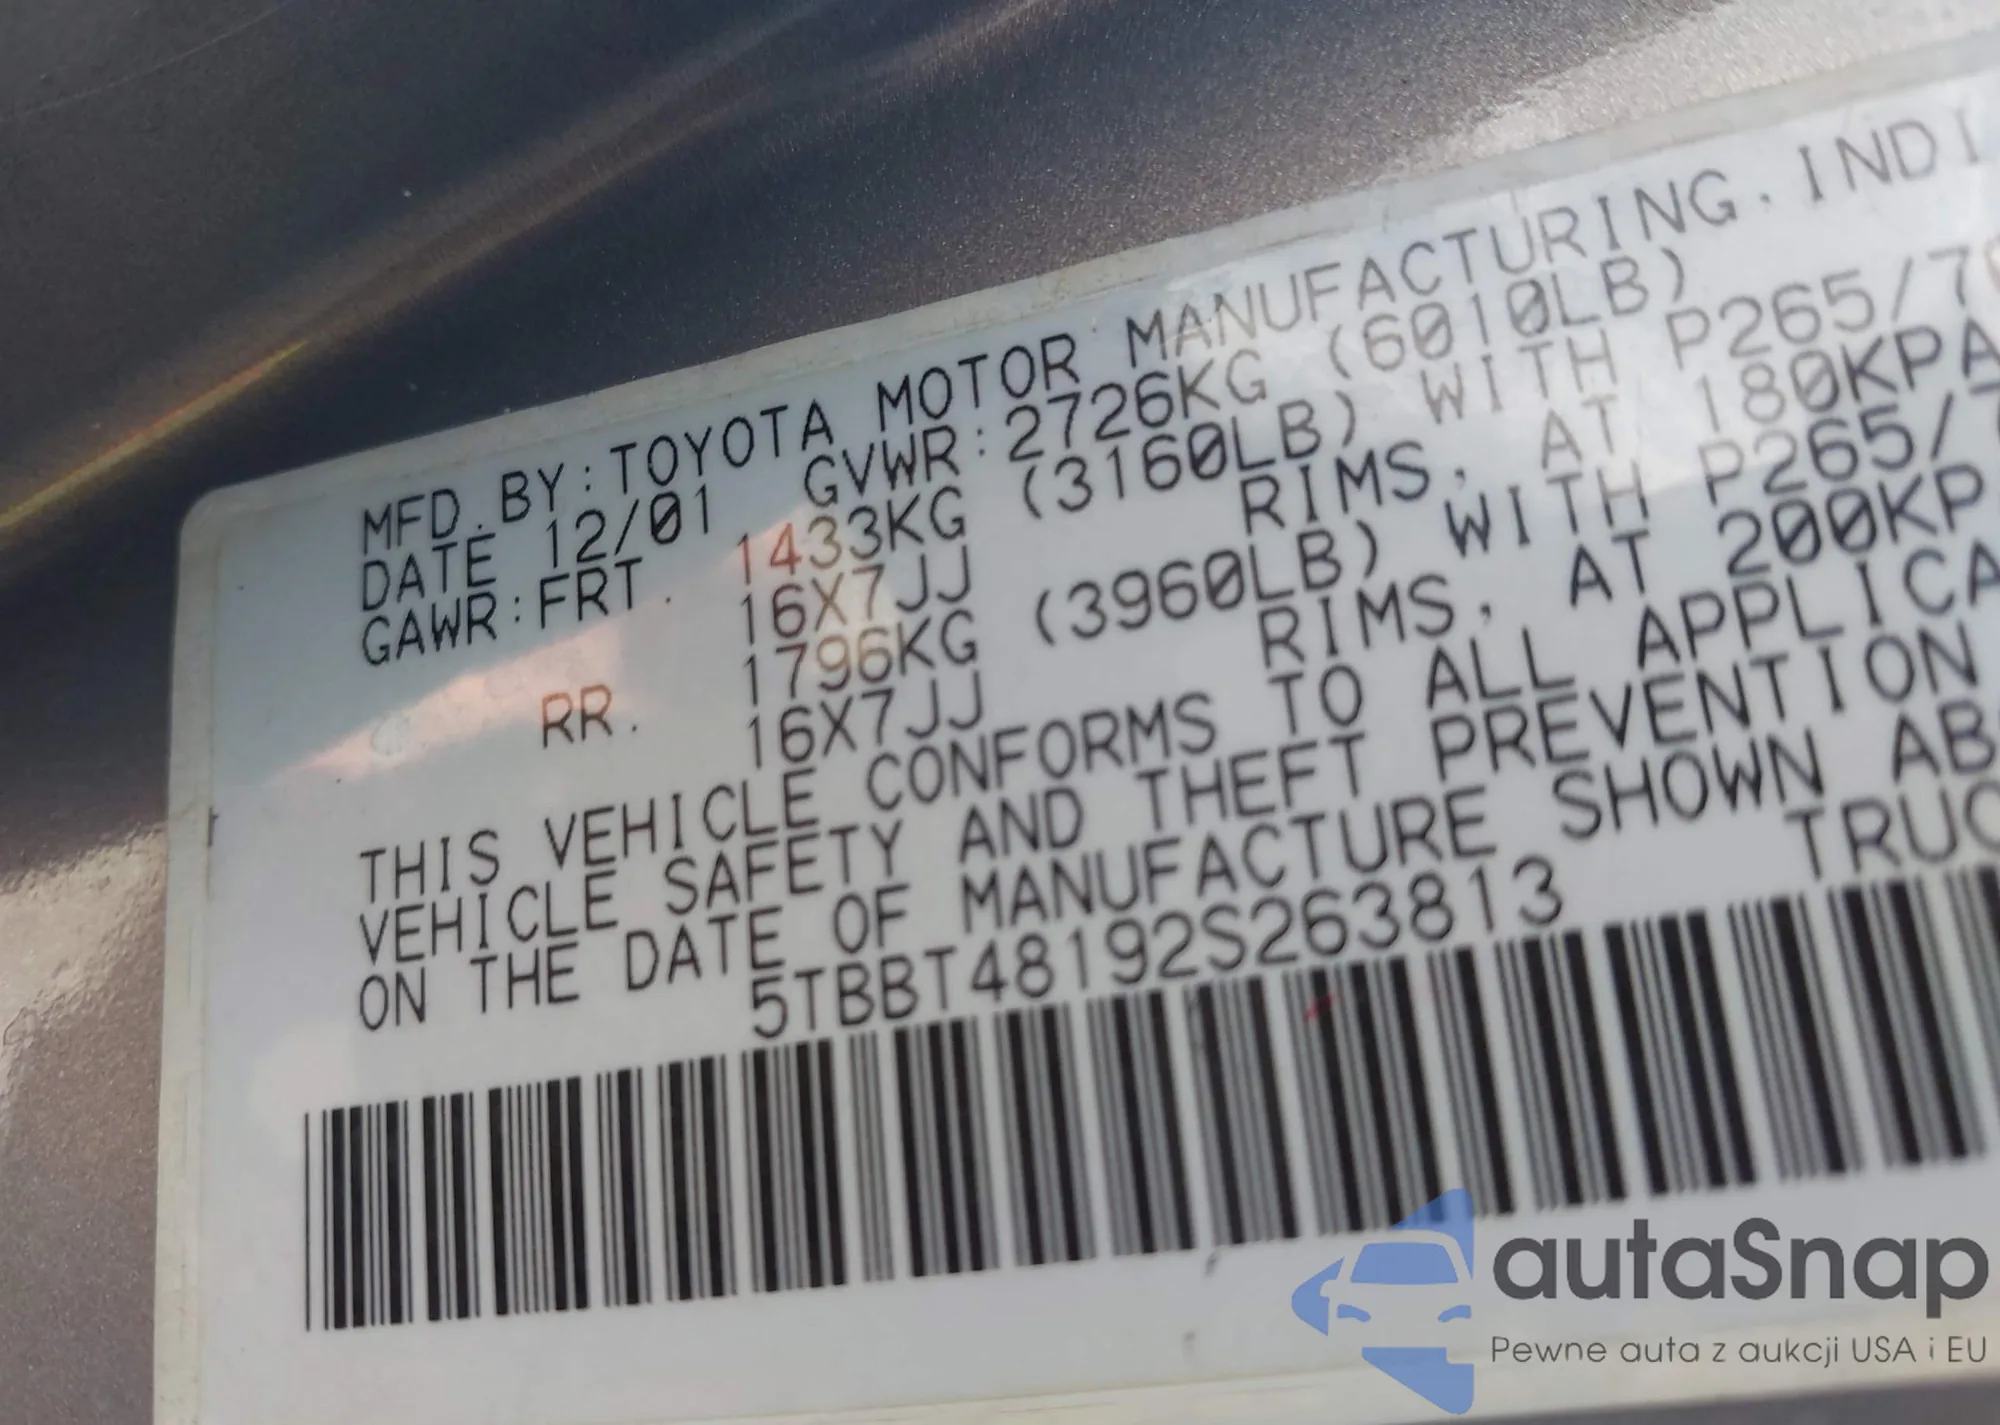 MFD. BY: TOYOTA MOTOR MANUFACTURING. INDI
DATE 12/01 GVWR: 2726KG (6010LB)
GAWR: FRT. 1433KG (3160LB) WITH P265/70
16X7JJ RIMS, AT 180KPA
RR. 1796KG (3960LB) WITH P265/7
16X7JJ RIMS, AT 200KP
THIS VEHICLE CONFORMS TO ALL APPLICA
VEHICLE SAFETY AND THEFT PREVENTION
ON THE DATE OF MANUFACTURE SHOWN AB
5TBBT48192S263813 TRUC
autaSnap
Pewne auta z aukcji USA i EU